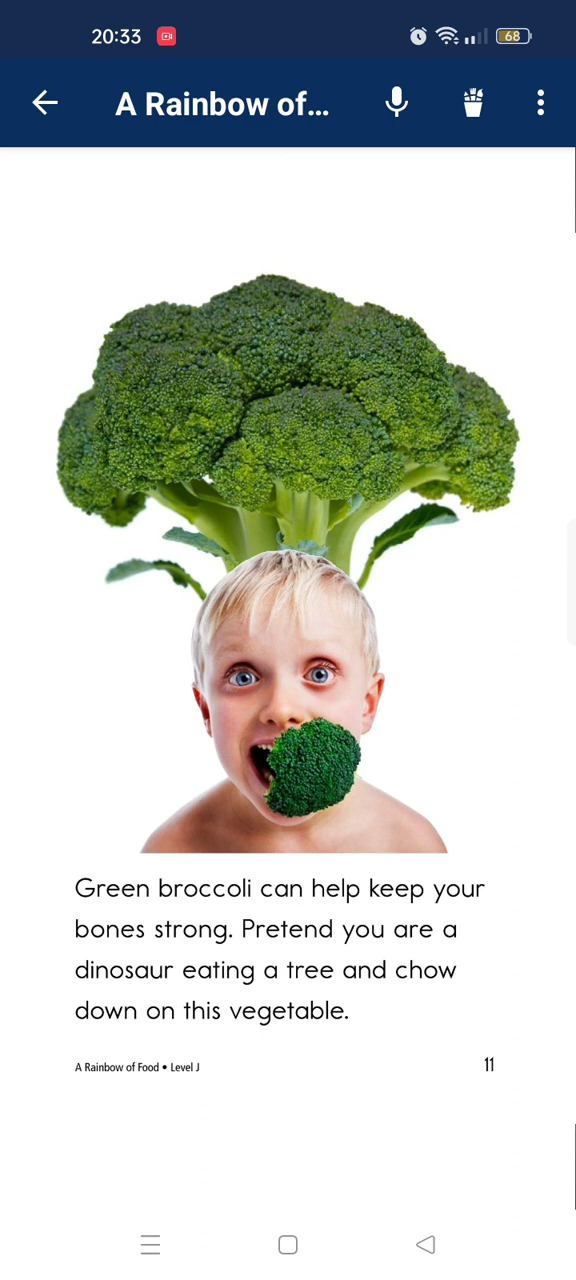 20:33
68
A Rainbow of...
Green broccoli can help keep your
bones strong. Pretend you are a
dinosaur eating a tree and chow
down on this vegetable.
A Rainbow of Food • Level J
11